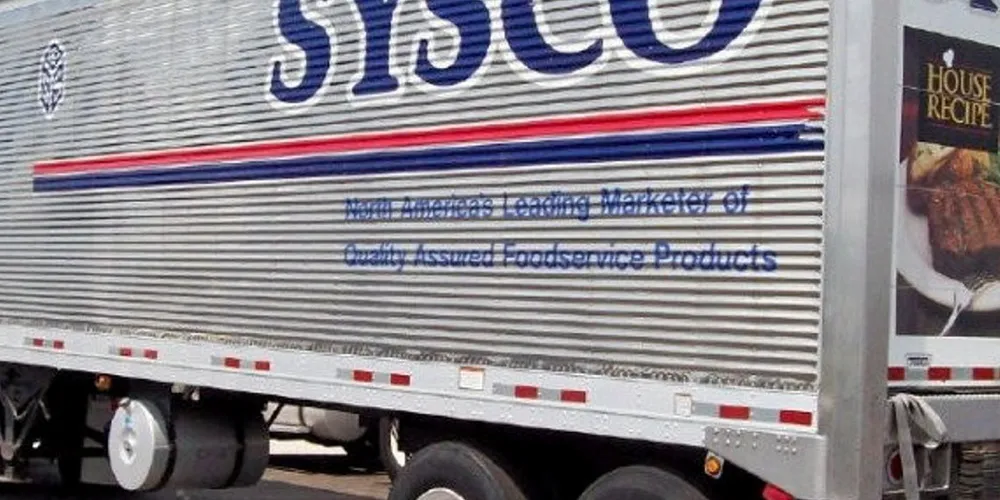 SYSCO
North America's Leading Marketer of
Quality Assured Foodservice Products
HOUSE
RECIPE